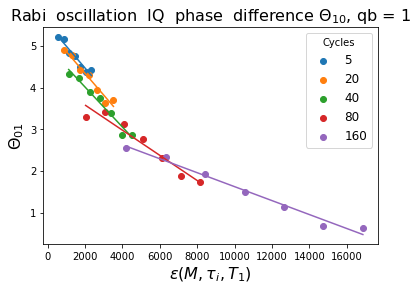 Rabi oscillation IQ phase difference Θ₁₀, qb = 1
Cycles
5
20
40
80
160
5
4
3
2
1
Θ₀₁
0 2000 4000 6000 8000 10000 12000 14000 16000
ε(M, τᵢ, T₁)